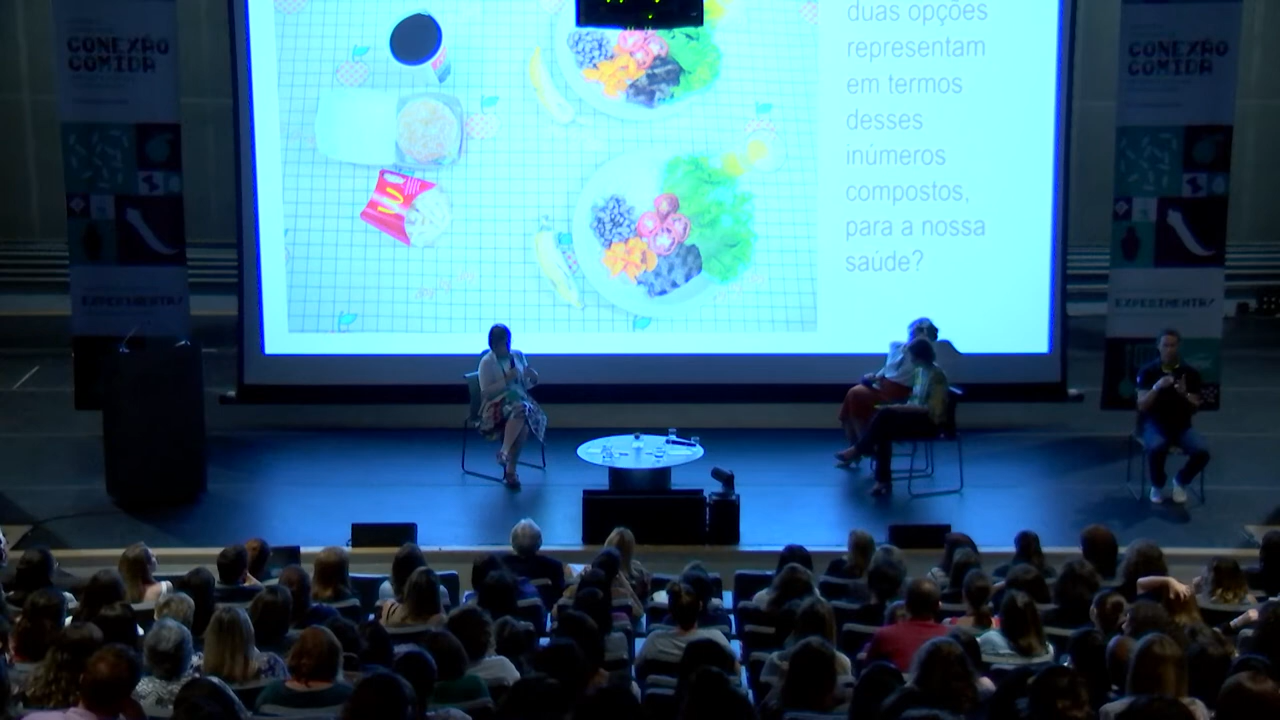 CONEXÃO
COMIDA
EXPERIMENTA!
duas opções
representam
em termos
desses
inúmeros
compostos,
para a nossa
saúde?
CONEXÃO
COMIDA
EXPERIMENTA!